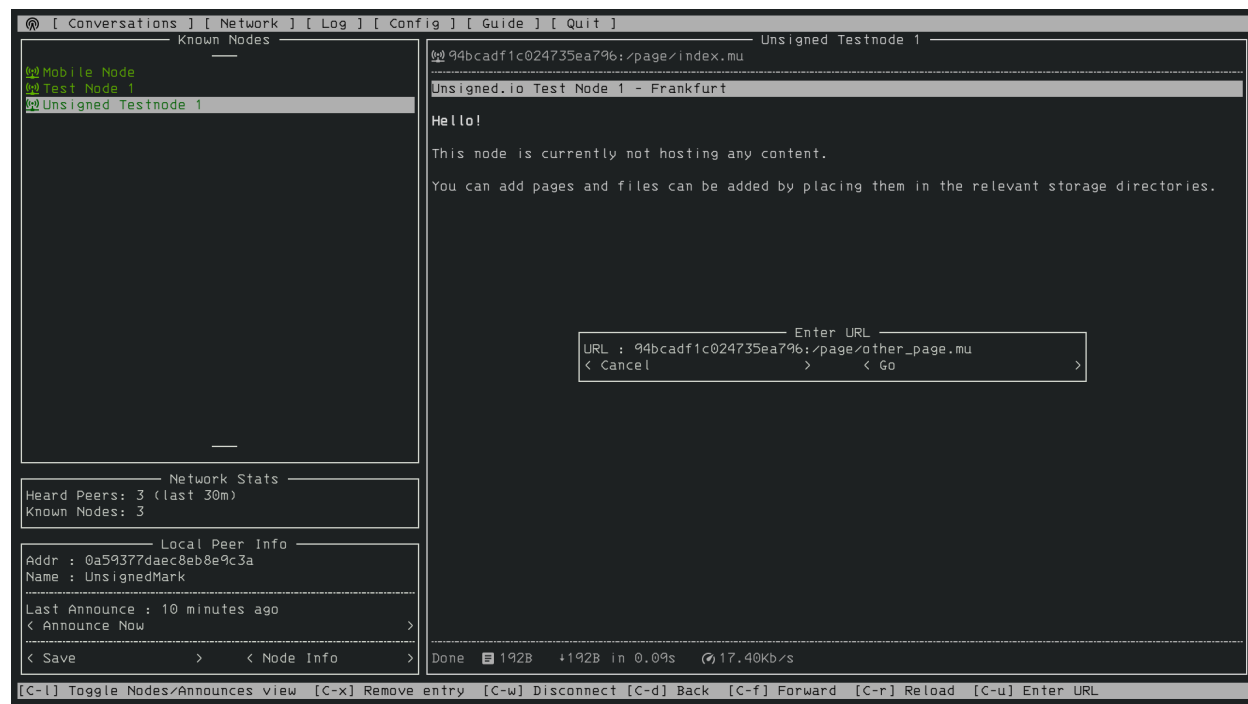 [ Conversations ] [ Network ] [ Log ] [ Config ] [ Guide ] [ Quit ]
Known Nodes
Mobile Node
Test Node 1
Unsigned Testnode 1
Network Stats
Heard Peers: 3 (last 30m)
Known Nodes: 3
Local Peer Info
Addr : 0a59377daec8eb8e9c3a
Name : UnsignedMark
Last Announce : 10 minutes ago
< Announce Now >
< Save > < Node Info >
Unsigned Testnode 1
94bcadf1c024735ea796:/page/index.mu
Unsigned.io Test Node 1 - Frankfurt
Hello!
This node is currently not hosting any content.
You can add pages and files can be added by placing them in the relevant storage directories.
Enter URL
URL : 94bcadf1c024735ea796:/page/other_page.mu
< Cancel > < Go >
Done 192B ↓192B in 0.09s 17.40Kb/s
[C-l] Toggle Nodes/Announces view [C-x] Remove entry [C-w] Disconnect [C-d] Back [C-f] Forward [C-r] Reload [C-u] Enter URL